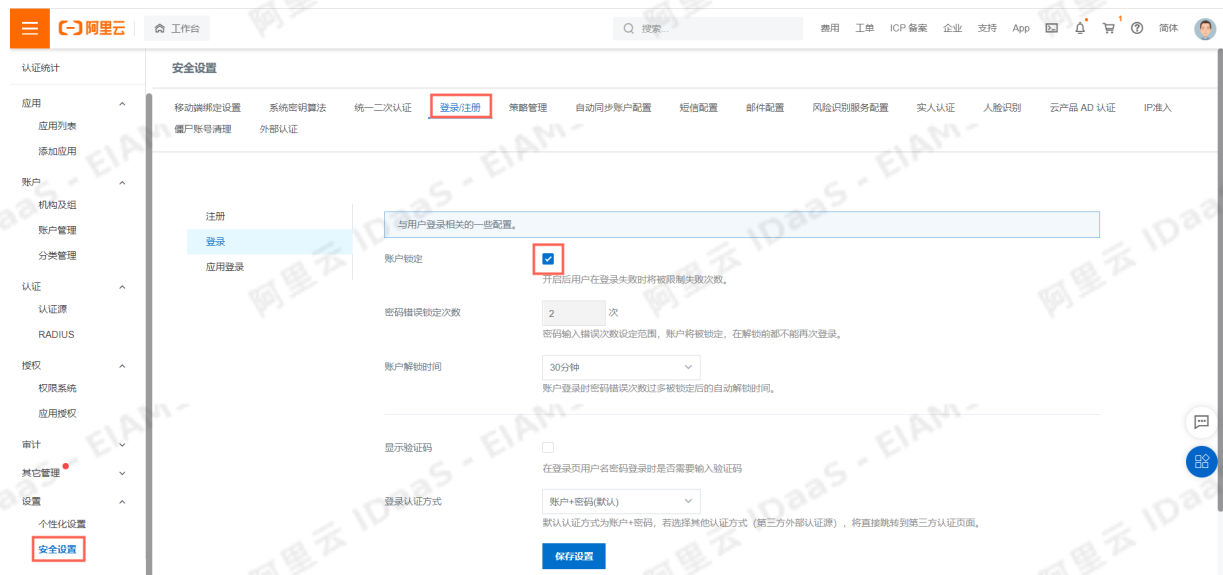 阿里云 工作台 搜索... 费用 工单 ICP 备案 企业 支持 App 1 简体
认证统计
应用
应用列表
添加应用
账户
机构及组
账户管理
分类管理
认证
认证源
RADIUS
授权
权限系统
应用授权
审计
其它管理
设置
个性化设置
安全设置
安全设置
移动端绑定设置 系统密钥算法 统一二次认证 登录/注册 策略管理 自动同步账户配置 短信配置 邮件配置 风险识别服务配置 实人认证 人脸识别 云产品 AD 认证 IP准入
僵尸账号清理 外部认证
注册
登录
应用登录
与用户登录相关的一些配置。
账户锁定
开启后用户在登录失败时将被限制失败次数。
密码错误锁定次数 2 次
密码输入错误次数设定范围，账户将被锁定，在解锁前都不能再次登录。
账户解锁时间 30分钟
账户登录时密码错误次数过多被锁定后的自动解锁时间。
显示验证码
在登录页用户名密码登录时是否需要输入验证码
登录认证方式 账户+密码(默认)
默认认证方式为账户+密码，若选择其他认证方式（第三方外部认证源），将直接跳转到第三方认证页面。
保存设置
阿里云 IDaaS - EIAM -